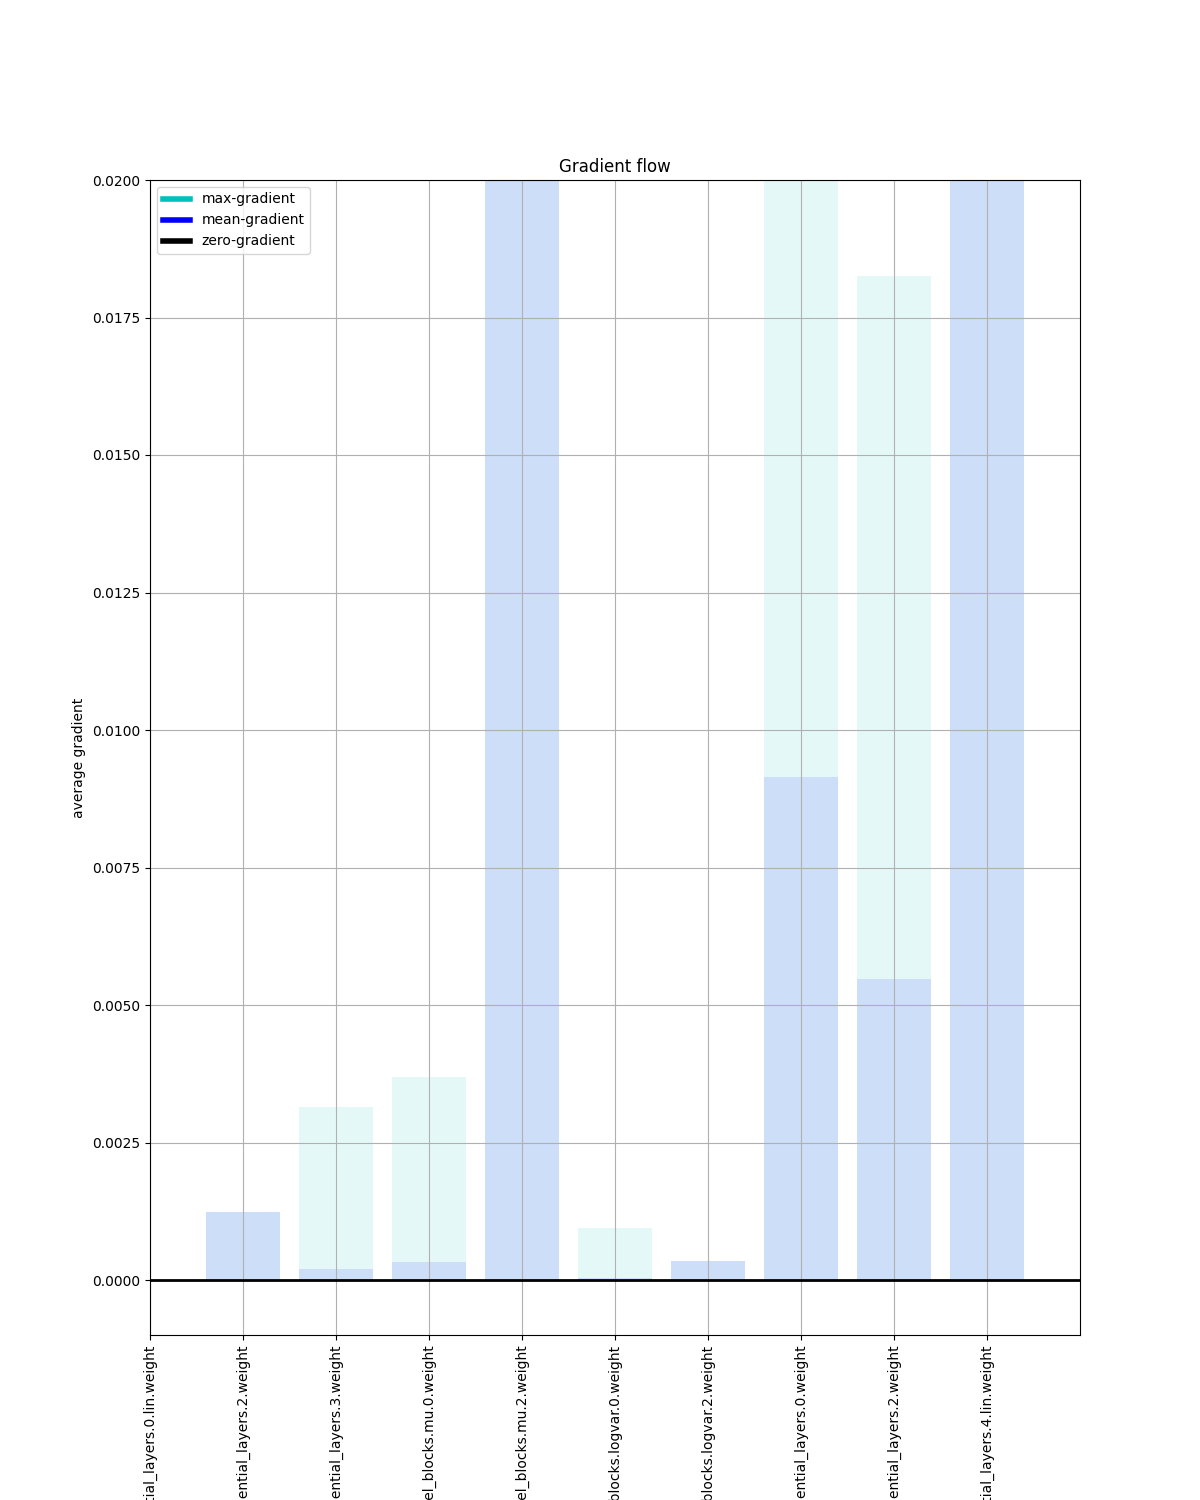 Gradient flow
max-gradient
mean-gradient
zero-gradient
0.0200
0.0175
0.0150
0.0125
0.0100
0.0075
0.0050
0.0025
0.0000
average gradient
tial_layers.0.lin.weight
ential_layers.2.weight
ential_layers.3.weight
el_blocks.mu.0.weight
el_blocks.mu.2.weight
blocks.logvar.0.weight
blocks.logvar.2.weight
ential_layers.0.weight
ential_layers.2.weight
tial_layers.4.lin.weight